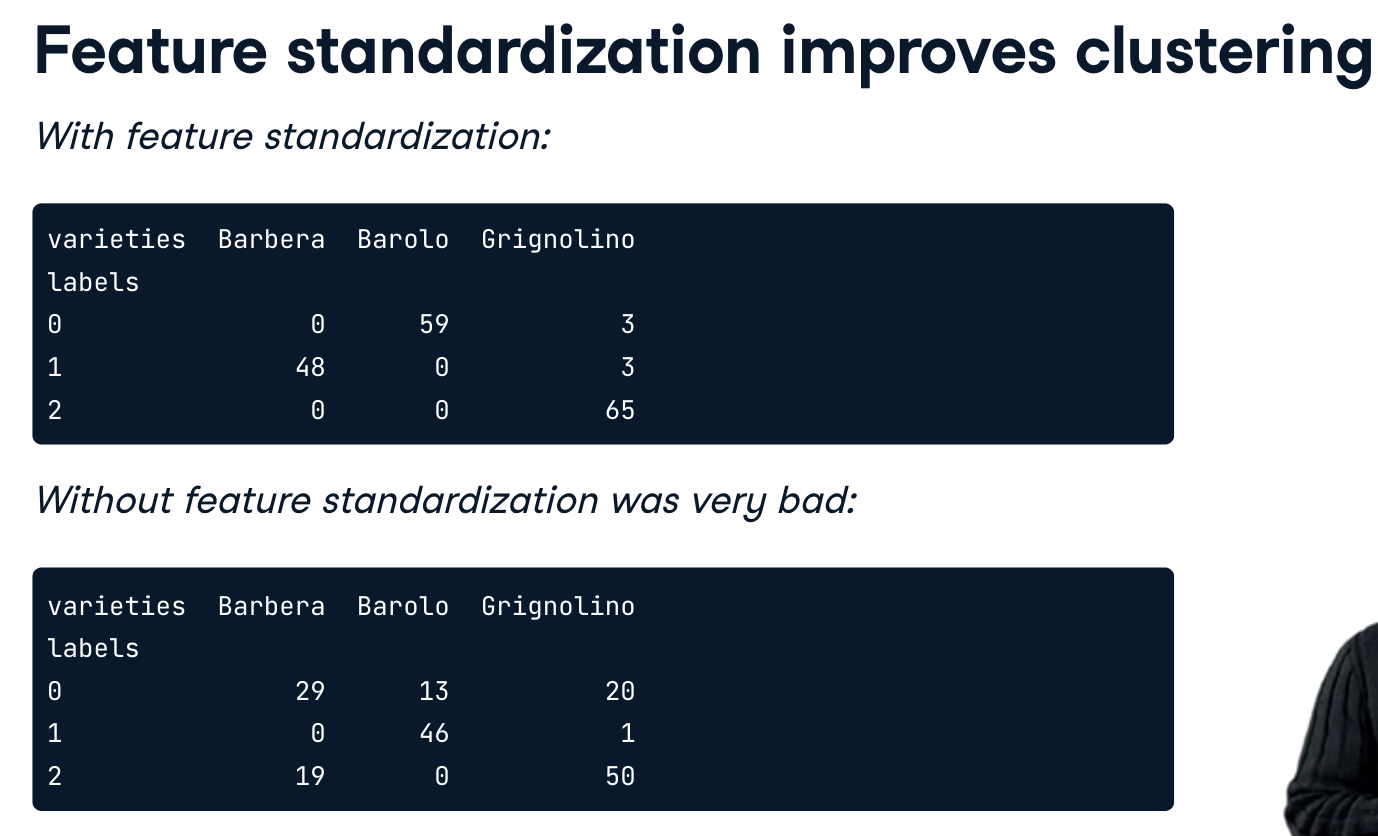 Feature standardization improves clustering
With feature standardization:
varieties  Barbera  Barolo  Grignolino
labels
0                0      59           3
1               48       0           3
2                0       0          65
Without feature standardization was very bad:
varieties  Barbera  Barolo  Grignolino
labels
0               29      13          20
1                0      46           1
2               19       0          50